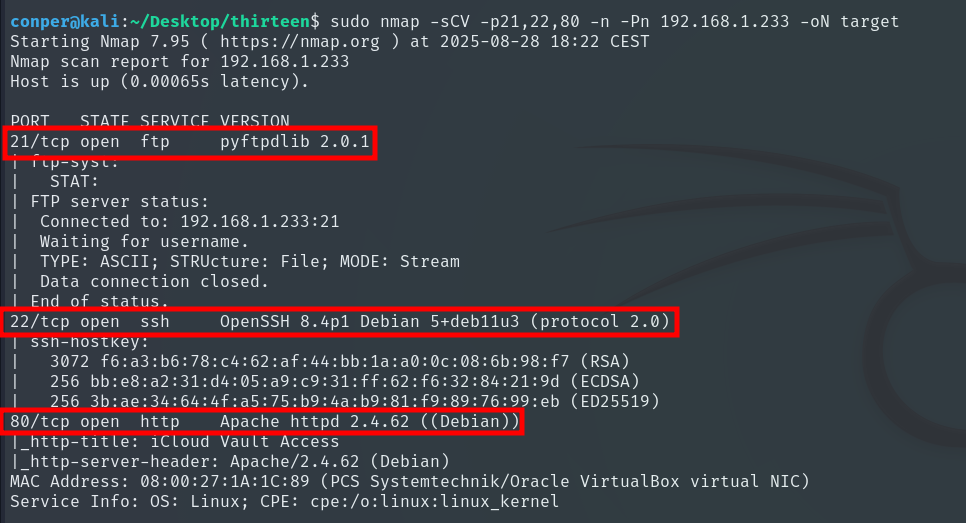 conper@kali:~/Desktop/thirteen$ sudo nmap -sCV -p21,22,80 -n -Pn 192.168.1.233 -oN target
Starting Nmap 7.95 ( https://nmap.org ) at 2025-08-28 18:22 CEST
Nmap scan report for 192.168.1.233
Host is up (0.00065s latency).
PORT   STATE SERVICE VERSION
21/tcp open  ftp     pyftpdlib 2.0.1
| ftp-syst:
|   STAT:
| FTP server status:
|  Connected to: 192.168.1.233:21
|  Waiting for username.
|  TYPE: ASCII; STRUcture: File; MODE: Stream
|  Data connection closed.
| End of status.
22/tcp open  ssh     OpenSSH 8.4p1 Debian 5+deb11u3 (protocol 2.0)
| ssh-hostkey:
|   3072 f6:a3:b6:78:c4:62:af:44:bb:1a:a0:0c:08:6b:98:f7 (RSA)
|   256 bb:e8:a2:31:d4:05:a9:c9:31:ff:62:f6:32:84:21:9d (ECDSA)
|   256 3b:ae:34:64:4f:a5:75:b9:4a:b9:81:f9:89:76:99:eb (ED25519)
80/tcp open  http    Apache httpd 2.4.62 ((Debian))
|_http-title: iCloud Vault Access
|_http-server-header: Apache/2.4.62 (Debian)
MAC Address: 08:00:27:1A:1C:89 (PCS Systemtechnik/Oracle VirtualBox virtual NIC)
Service Info: OS: Linux; CPE: cpe:/o:linux:linux_kernel